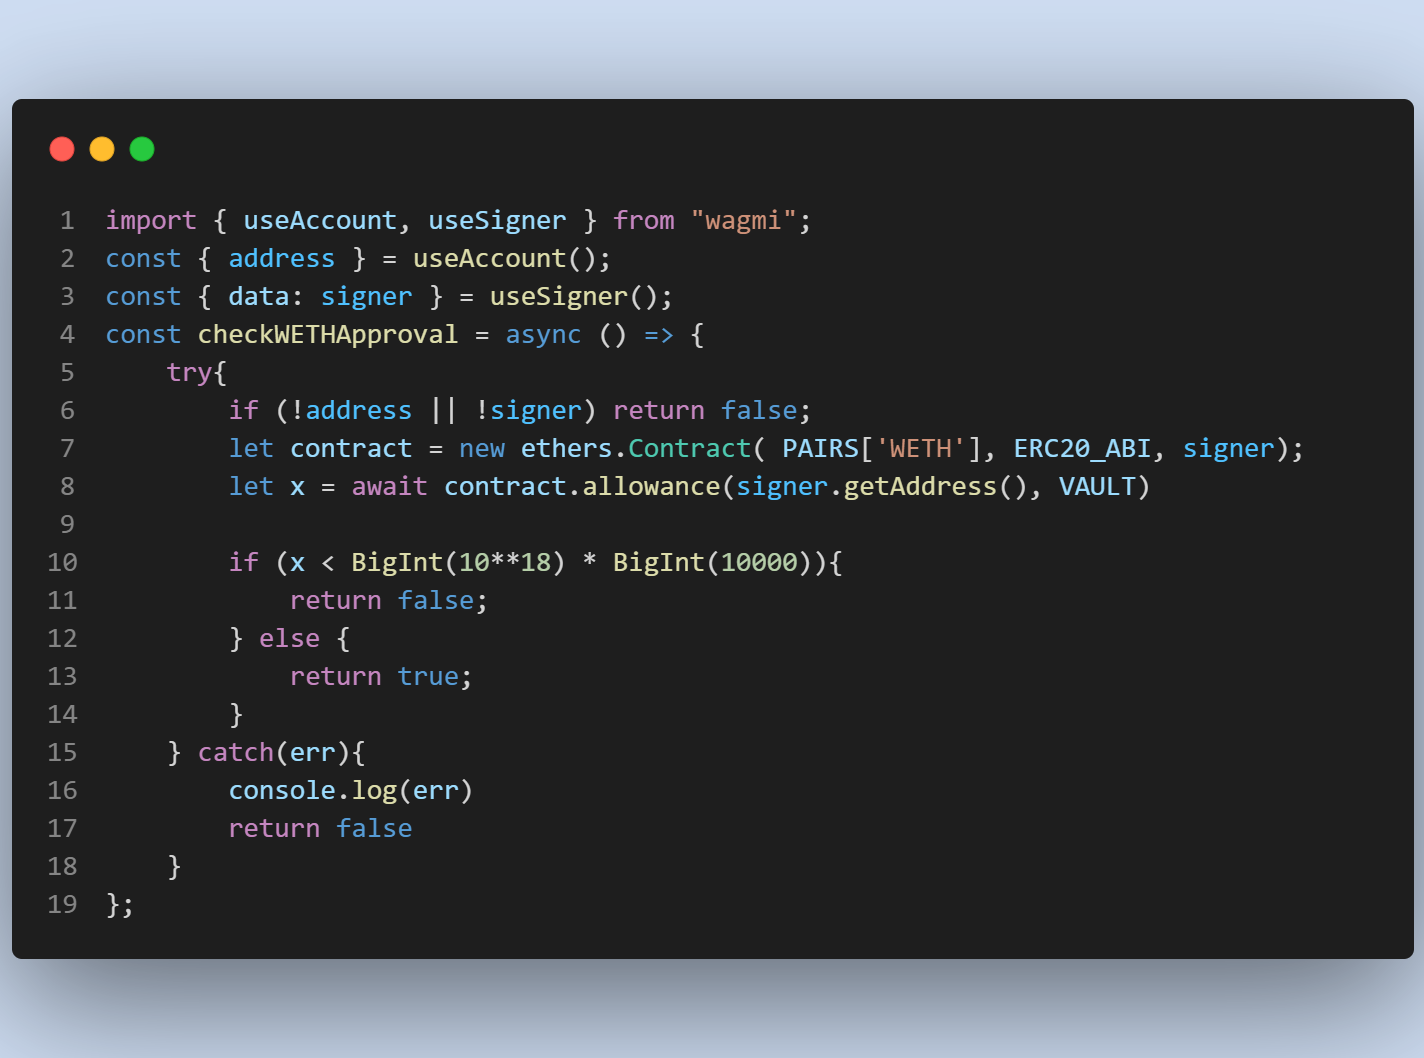 1 import { useAccount, useSigner } from "wagmi";
2 const { address } = useAccount();
3 const { data: signer } = useSigner();
4 const checkWETHApproval = async () => {
5     try{
6         if (!address || !signer) return false;
7         let contract = new ethers.Contract( PAIRS['WETH'], ERC20_ABI, signer);
8         let x = await contract.allowance(signer.getAddress(), VAULT)
9
10         if (x < BigInt(10**18) * BigInt(10000)){
11             return false;
12         } else {
13             return true;
14         }
15     } catch(err){
16         console.log(err)
17         return false
18     }
19 };